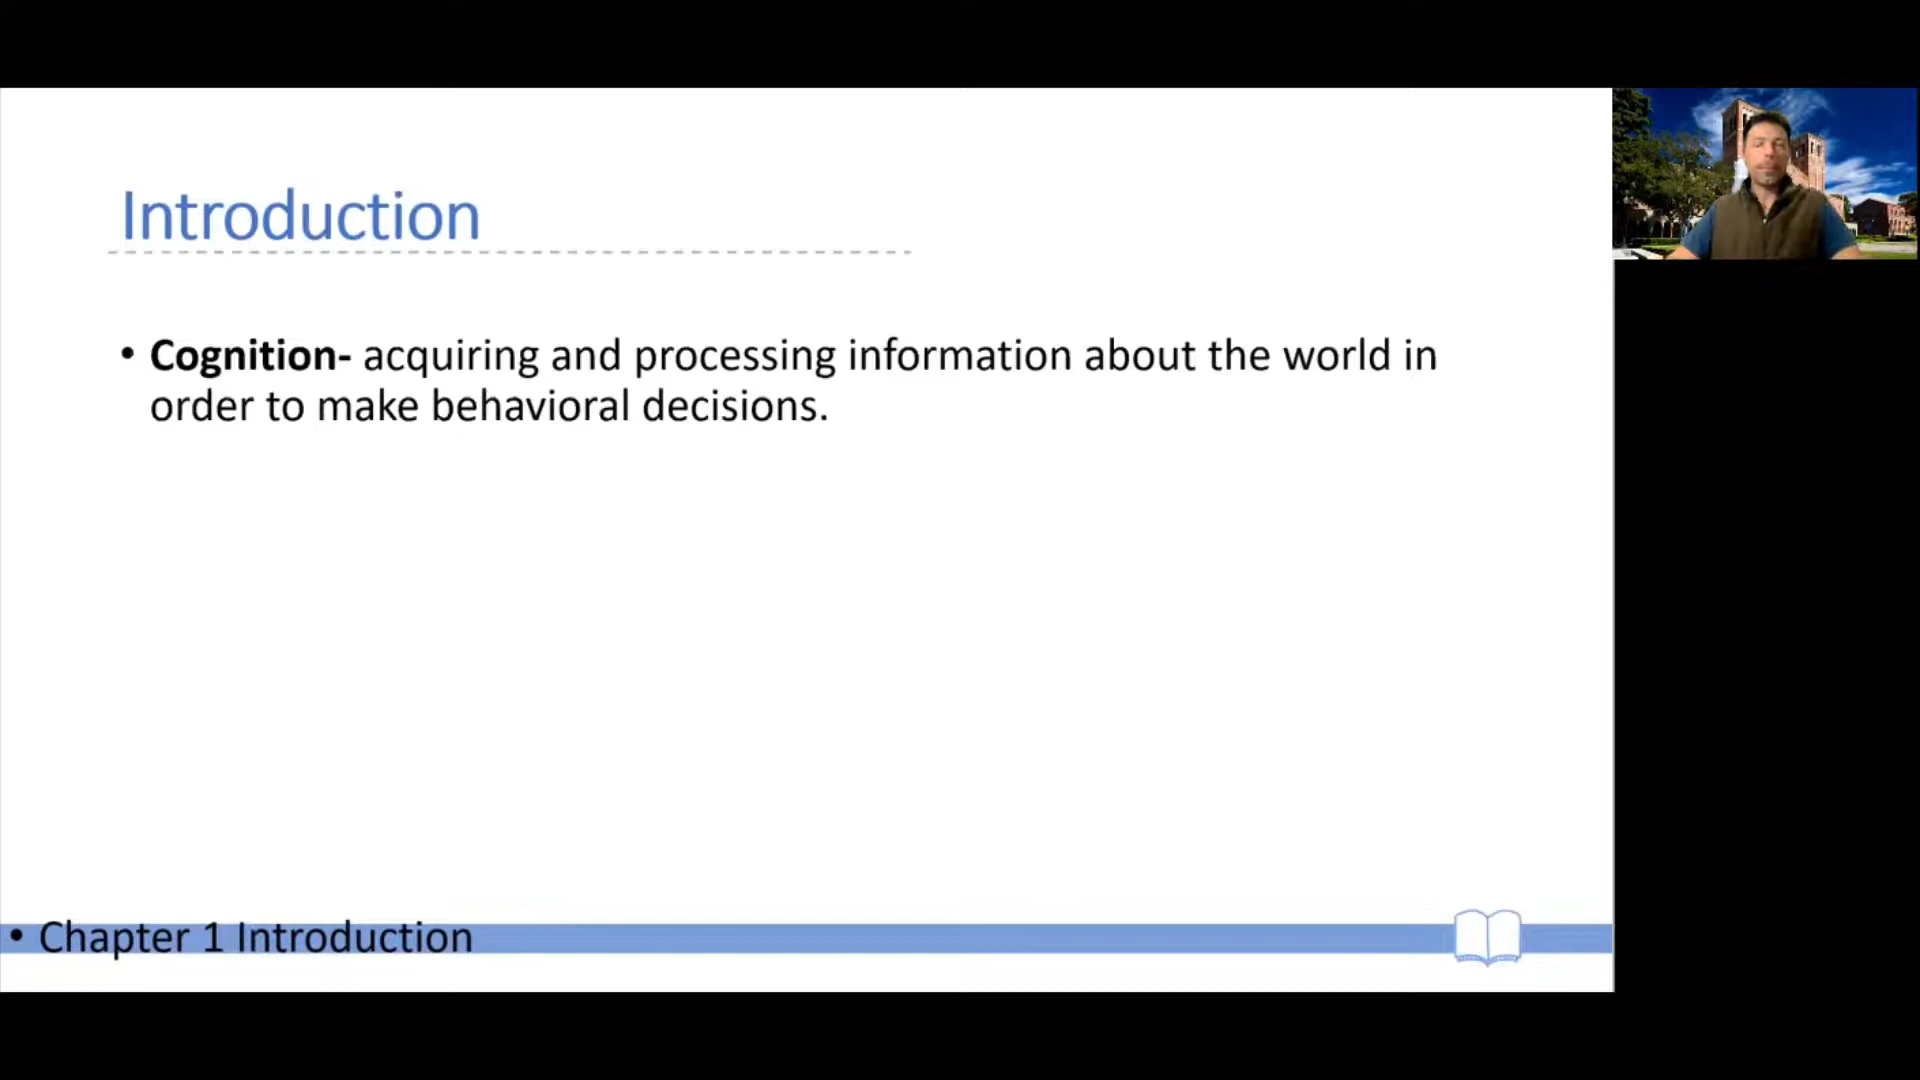 Introduction
• Cognition- acquiring and processing information about the world in
order to make behavioral decisions.
• Chapter 1 Introduction